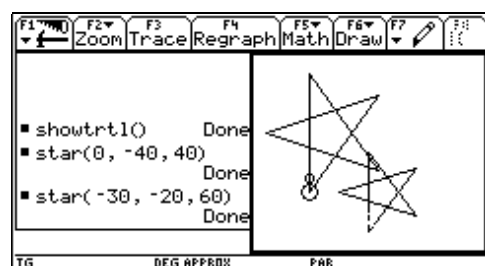 F1 F2 Zoom F3 Trace F4 Regraph F5 Math F6 Draw F7
showtrtl() Done
star(0,-40,40)
Done
star(-30,-20,60)
Done
TG DEG APPROX PAR